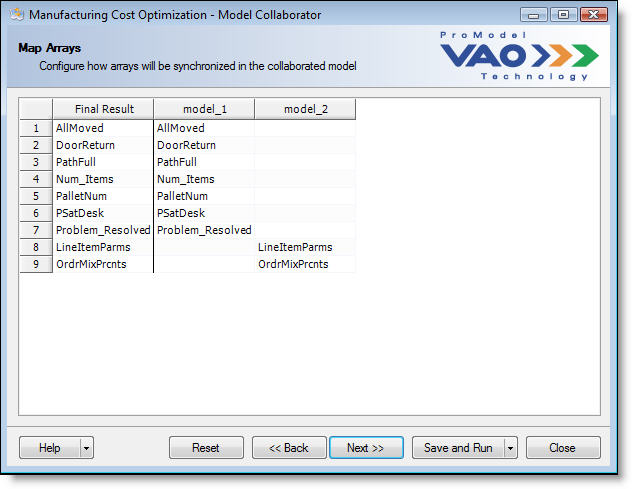 Manufacturing Cost Optimization - Model Collaborator
Map Arrays
Configure how arrays will be synchronized in the collaborated model
ProModel
VAO
Technology
Final Result model_1 model_2
1 AllMoved AllMoved
2 DoorReturn DoorReturn
3 PathFull PathFull
4 Num_Items Num_Items
5 PalletNum PalletNum
6 PSatDesk PSatDesk
7 Problem_Resolved Problem_Resolved
8 LineItemParms LineItemParms
9 OrdrMixPrcnts OrdrMixPrcnts
Help Reset << Back Next >> Save and Run Close